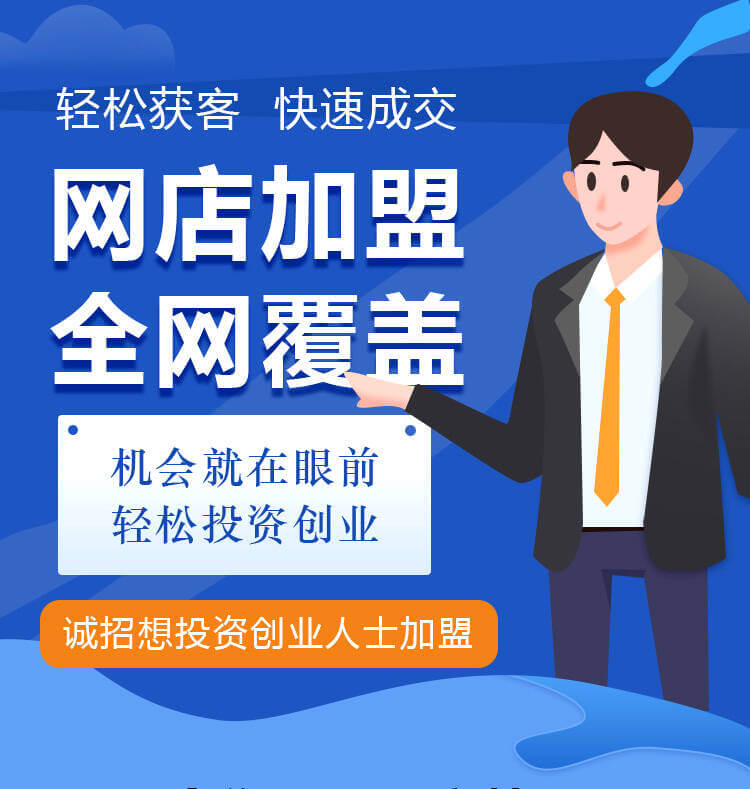 轻松获客 快速成交
网店加盟
全网覆盖
机会就在眼前
轻松投资创业
诚招想投资创业人士加盟